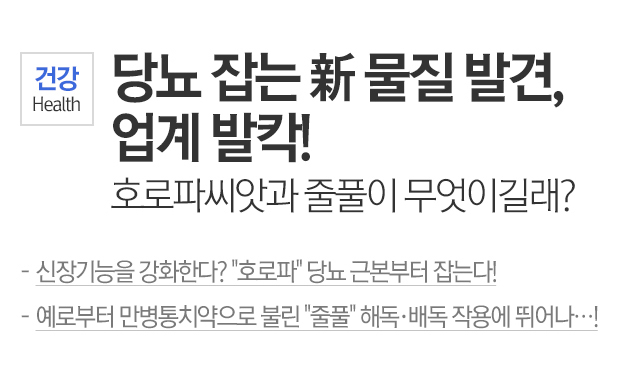 건강
Health
당뇨 잡는 新 물질 발견,
업계 발칵!
호로파씨앗과 줄풀이 무엇이길래?
- 신장기능을 강화한다? "호로파" 당뇨 근본부터 잡는다!
- 예로부터 만병통치약으로 불린 "줄풀" 해독·배독 작용에 뛰어나…!